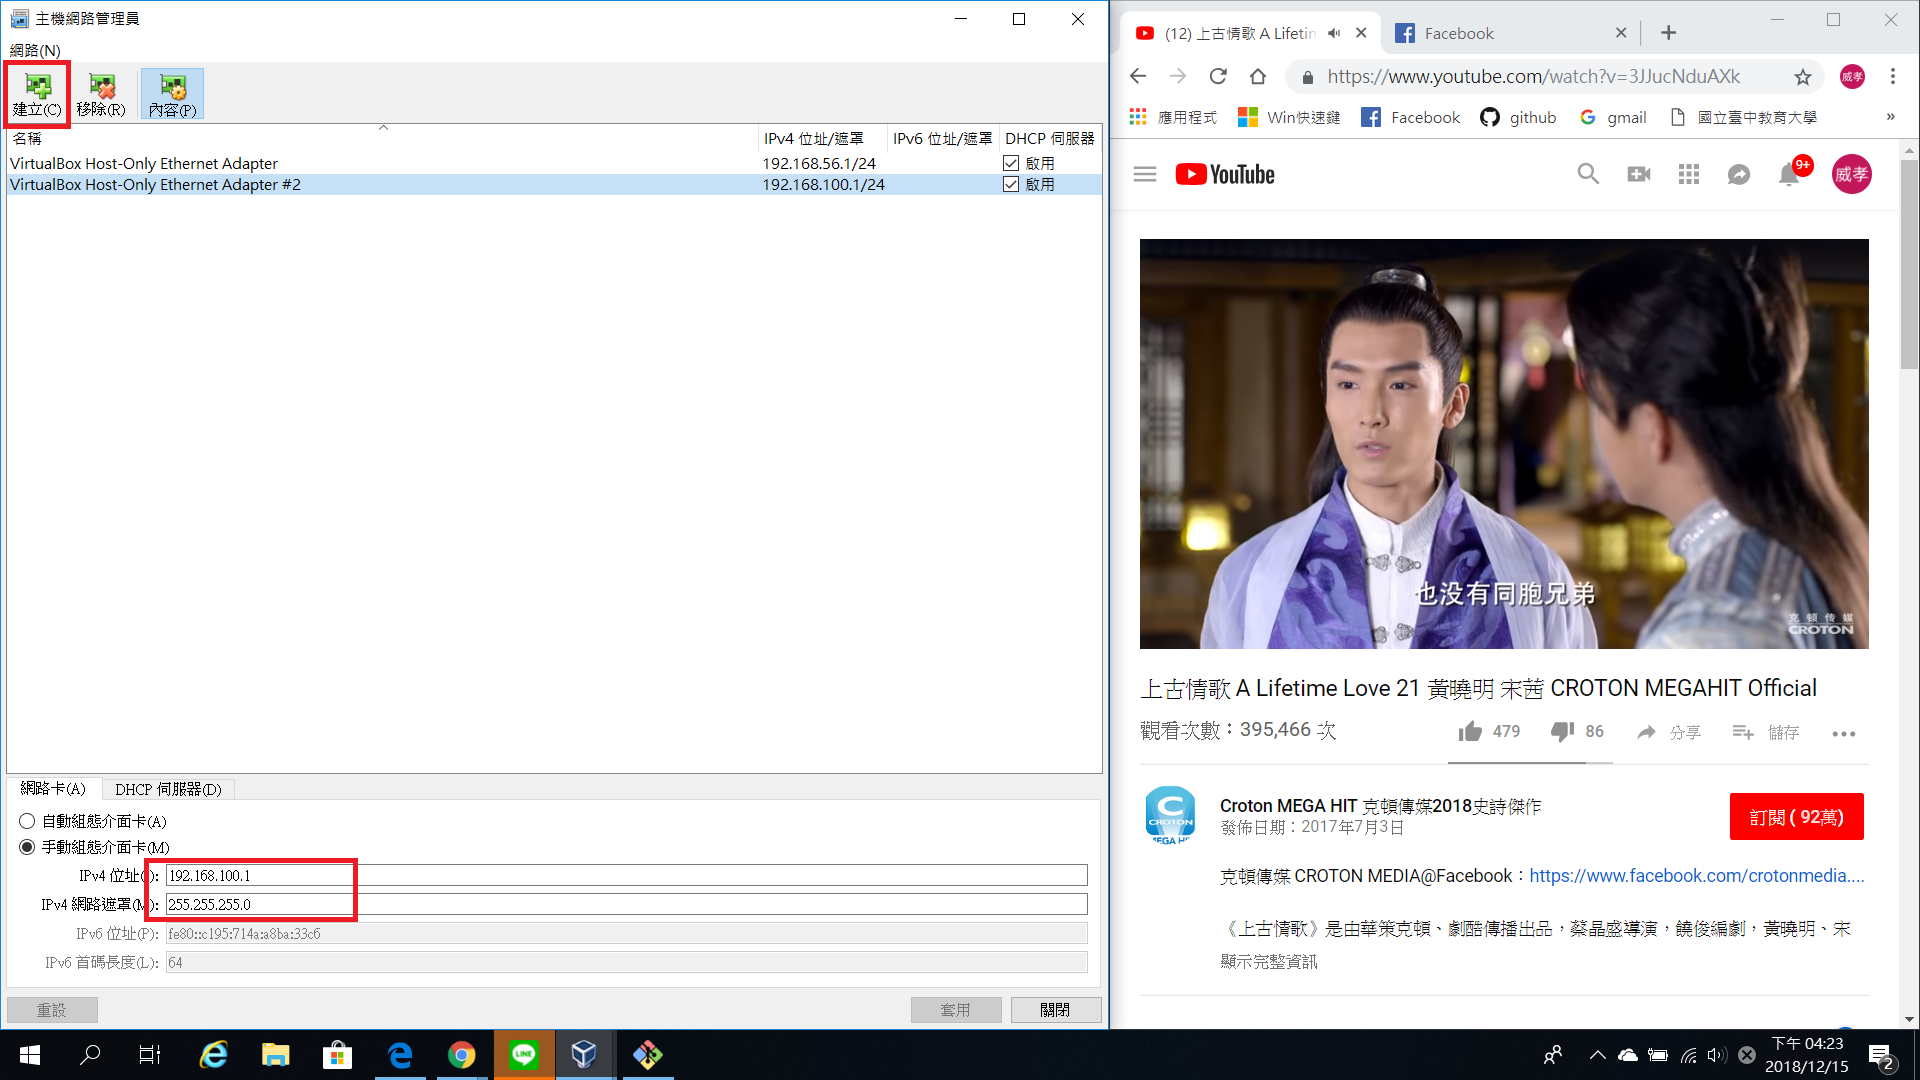 主機網路管理員
網路(N)
建立(C) 移除(R) 內容(P)
名稱 IPv4 位址/遮罩 IPv6 位址/遮罩 DHCP 伺服器
VirtualBox Host-Only Ethernet Adapter 192.168.56.1/24 啟用
VirtualBox Host-Only Ethernet Adapter #2 192.168.100.1/24 啟用
網路卡(A) DHCP 伺服器(D)
自動組態介面卡(A)
手動組態介面卡(M)
IPv4 位址(I): 192.168.100.1
IPv4 網路遮罩(M): 255.255.255.0
IPv6 位址(P): fe80::c195:714a:a8ba:33c6
IPv6 首碼長度(L): 64
重設 套用 關閉
(12) 上古情歌 A Lifetim Facebook
https://www.youtube.com/watch?v=3JJucNduAXk 威孝
應用程式 Win快速鍵 Facebook github gmail 國立臺中教育大學 »
YouTube 9+ 威孝
也没有同胞兄弟
克顿传媒
CROTON
上古情歌 A Lifetime Love 21 黃曉明 宋茜 CROTON MEGAHIT Official
觀看次數：395,466 次 479 86 分享 儲存
C
CROTON
MEGA HIT
Croton MEGA HIT 克頓傳媒2018史詩傑作
發佈日期：2017年7月3日
訂閱 ( 92萬)
克頓傳媒 CROTON MEDIA@Facebook：https://www.facebook.com/crotonmedia....
《上古情歌》是由華策克頓、劇酷傳播出品，蔡晶盛導演，饒俊編劇，黃曉明、宋
顯示完整資訊
LINE
下午 04:23
2018/12/15
2